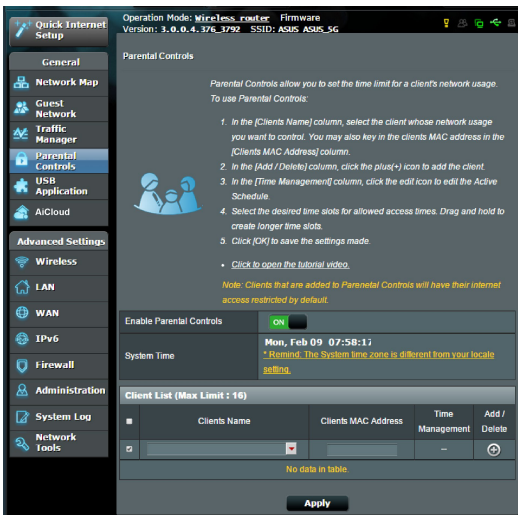 Quick Internet
Setup
Operation Mode: Wireless router Firmware
Version: 3.0.0.4.376_3792 SSID: ASUS ASUS_5G
General
Network Map
Guest
Network
Traffic
Manager
Parental
Controls
USB
Application
AiCloud
Advanced Settings
Wireless
LAN
WAN
IPv6
Firewall
Administration
System Log
Network
Tools
Parental Controls
Parental Controls allow you to set the time limit for a client's network usage.
To use Parental Controls:
1. In the [Clients Name] column, select the client whose network usage
you want to control. You may also key in the clients MAC address in the
[Clients MAC Address] column.
2. In the [Add / Delete] column, click the plus(+) icon to add the client.
3. In the [Time Management] column, click the edit icon to edit the Active
Schedule.
4. Select the desired time slots for allowed access times. Drag and hold to
create longer time slots.
5. Click [OK] to save the settings made.
• Click to open the tutorial video.
Note: Clients that are added to Parenetal Controls will have their internet
access restricted by default.
Enable Parental Controls ON
System Time
Mon, Feb 09 07:58:17
* Remind: The System time zone is different from your locale
setting.
Client List (Max Limit : 16)
Clients Name
Clients MAC Address
Time
Management
Add /
Delete
--
No data in table.
Apply